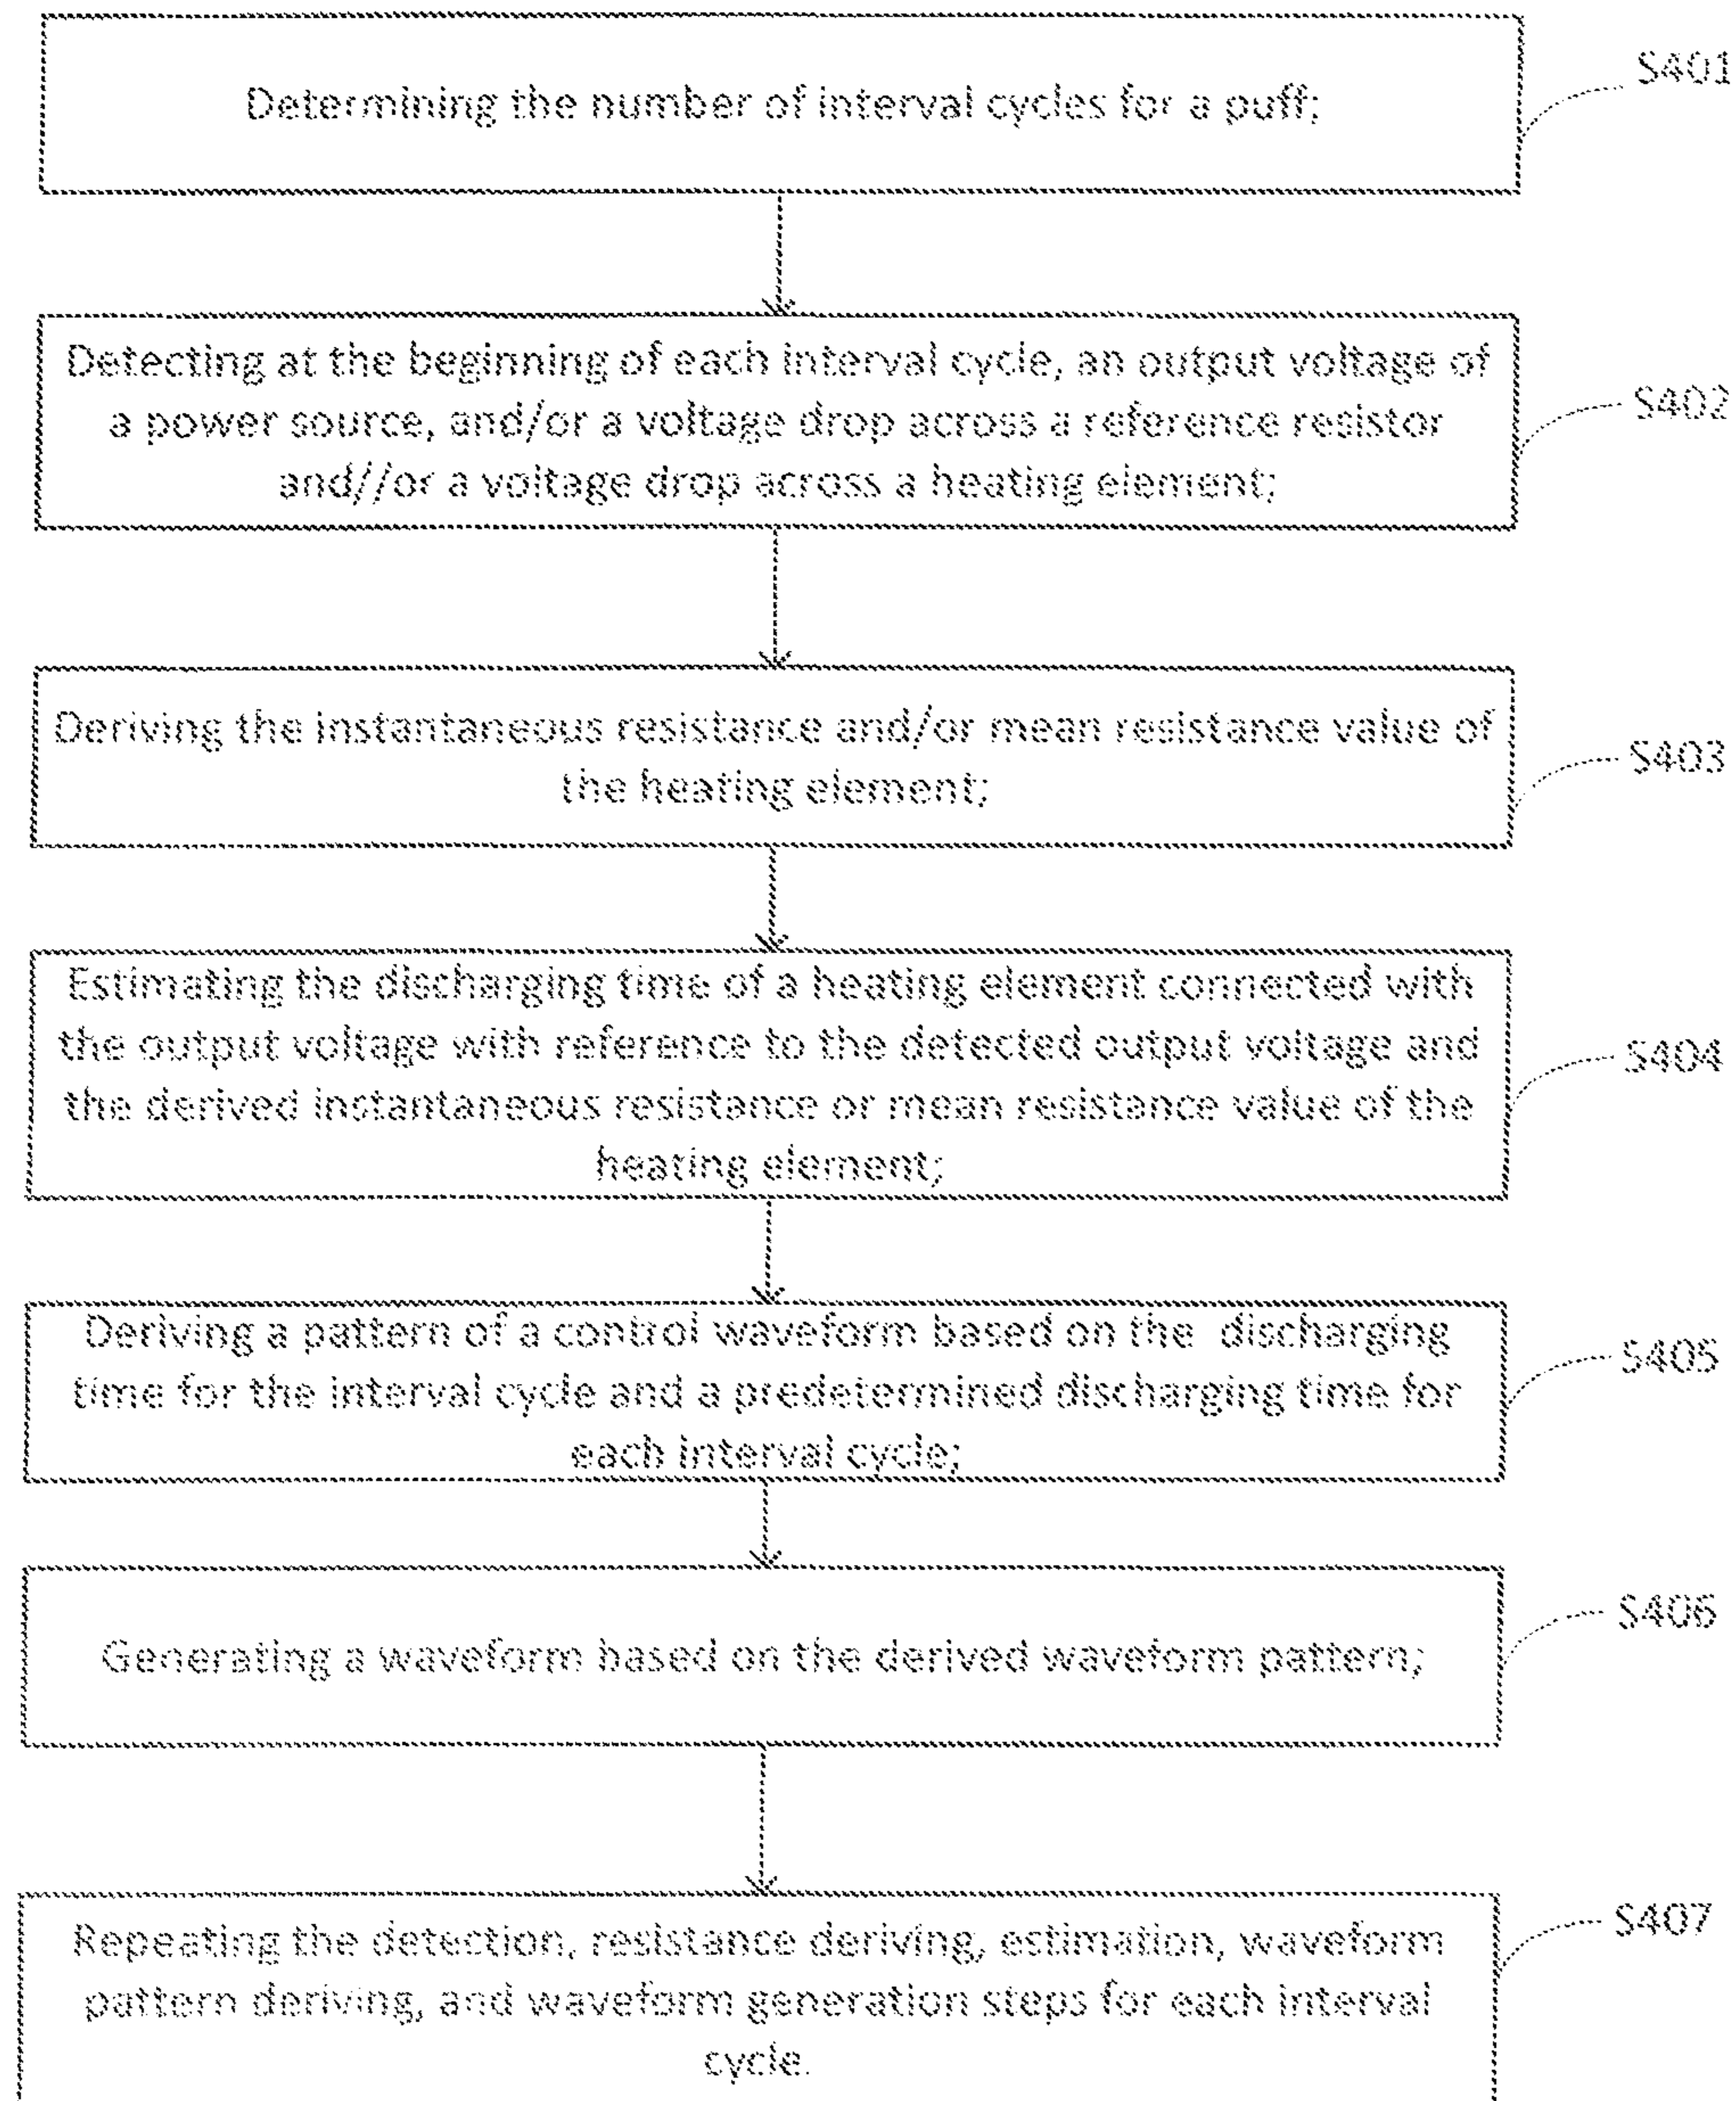 Determining the number of interval cycles for a puff;
S401
Detecting at the beginning of each interval cycle, an output voltage of
a power source, and/or a voltage drop across a reference resistor
and//or a voltage drop across a heating element;
S402
Deriving the instantaneous resistance and/or mean resistance value of
the heating element;
S403
Estimating the discharging time of a heating element connected with
the output voltage with reference to the detected output voltage and
the derived instantaneous resistance or mean resistance value of the
heating element;
S404
Deriving a pattern of a control waveform based on the discharging
time for the interval cycle and a predetermined discharging time for
each interval cycle;
S405
Generating a waveform based on the derived waveform pattern;
S406
Repeating the detection, resistance deriving, estimation, waveform
pattern deriving, and waveform generation steps for each interval
cycle.
S407